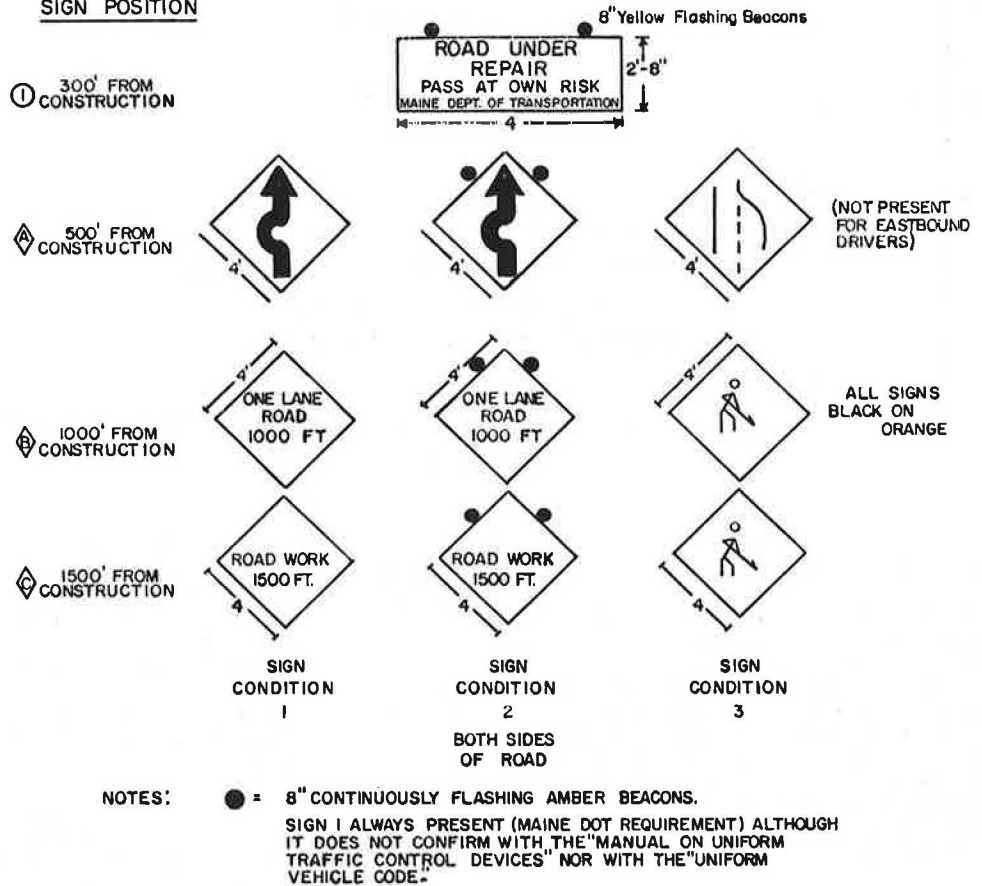 SIGN POSITION
8" Yellow Flashing Beacons
ROAD UNDER
REPAIR
PASS AT OWN RISK
MAINE DEPT. OF TRANSPORTATION
2'-8"
4
1 300' FROM
CONSTRUCTION
A 500' FROM
CONSTRUCTION
4'
4'
4'
(NOT PRESENT
FOR EASTBOUND
DRIVERS)
B 1000' FROM
CONSTRUCTION
4'
ONE LANE
ROAD
1000 FT
4'
ONE LANE
ROAD
1000 FT
4'
ALL SIGNS
BLACK ON
ORANGE
C 1500' FROM
CONSTRUCTION
ROAD WORK
1500 FT.
4
ROAD WORK
1500 FT.
4
4
SIGN
CONDITION
1
SIGN
CONDITION
2
BOTH SIDES
OF ROAD
SIGN
CONDITION
3
NOTES: = 8" CONTINUOUSLY FLASHING AMBER BEACONS.
SIGN I ALWAYS PRESENT (MAINE DOT REQUIREMENT) ALTHOUGH
IT DOES NOT CONFIRM WITH THE "MANUAL ON UNIFORM
TRAFFIC CONTROL DEVICES" NOR WITH THE "UNIFORM
VEHICLE CODE."